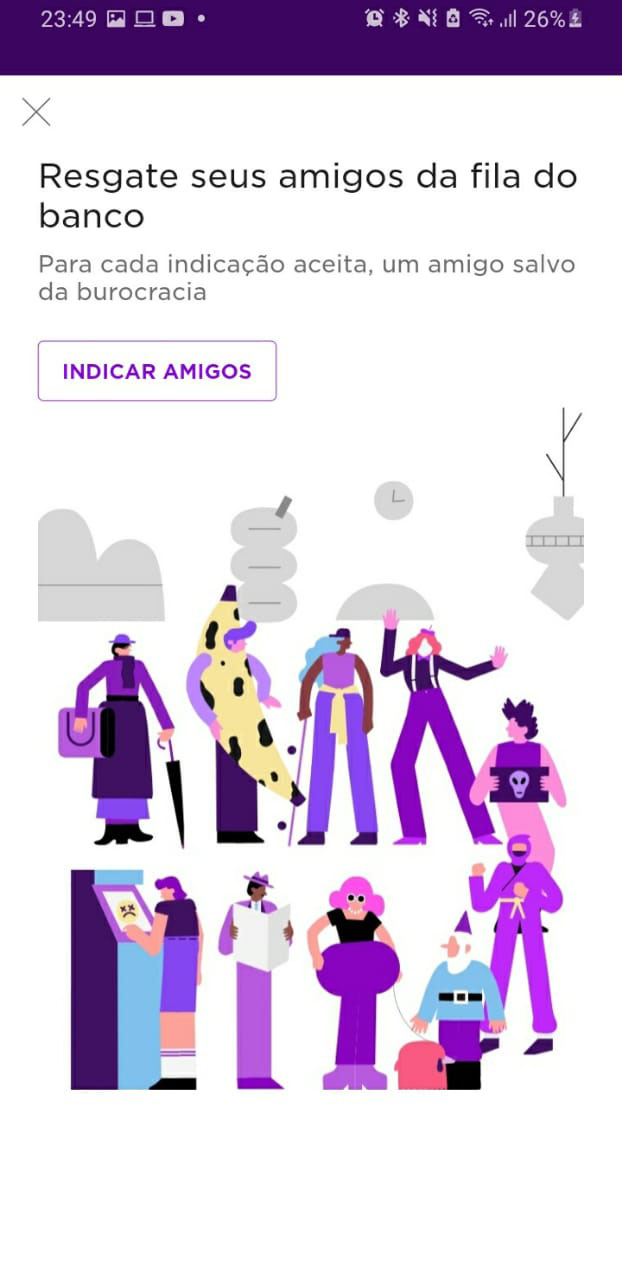 23:49 26%
Resgate seus amigos da fila do
banco
Para cada indicação aceita, um amigo salvo
da burocracia
INDICAR AMIGOS